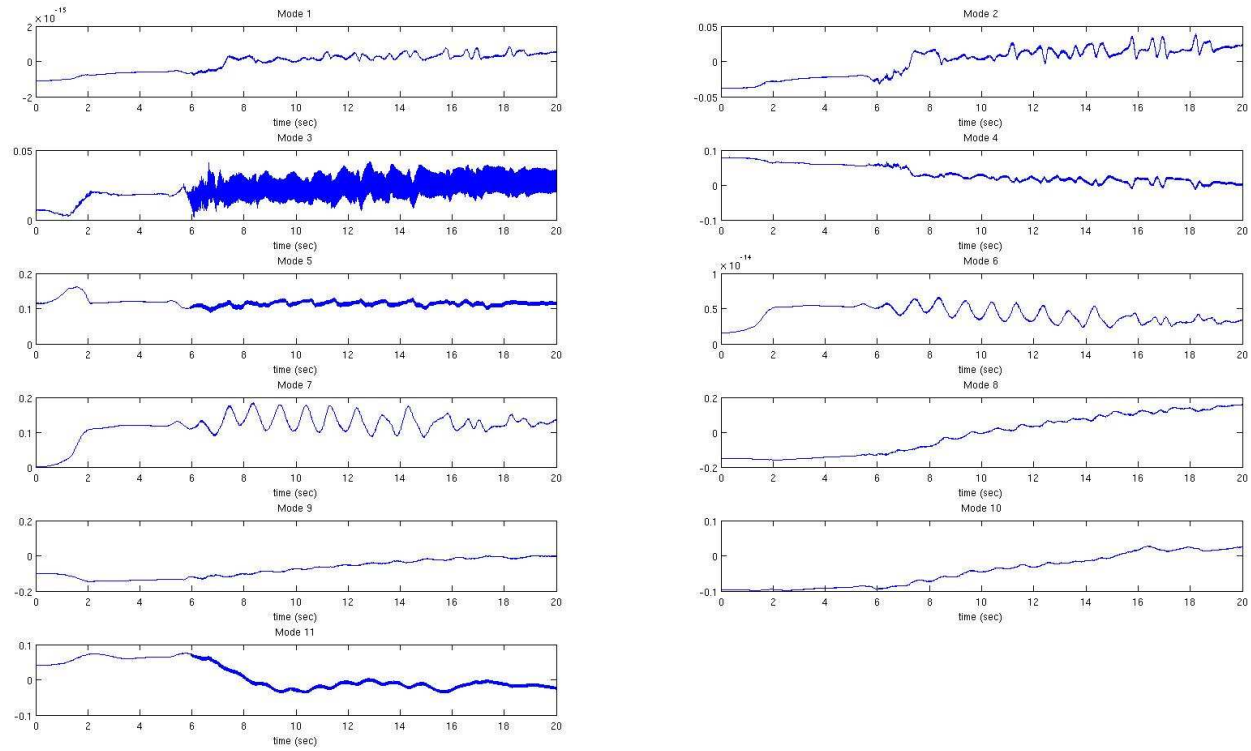 Mode 1
× 10⁻¹⁵
2
0
-2
0 2 4 6 8 10 12 14 16 18 20
time (sec)
Mode 2
0.05
0
-0.05
0 2 4 6 8 10 12 14 16 18 20
time (sec)
Mode 3
0.05
0
0 2 4 6 8 10 12 14 16 18 20
time (sec)
Mode 4
0.1
0
-0.1
0 2 4 6 8 10 12 14 16 18 20
time (sec)
Mode 5
0.2
0.1
0
0 2 4 6 8 10 12 14 16 18 20
time (sec)
Mode 6
× 10⁻¹⁴
1
0.5
0
0 2 4 6 8 10 12 14 16 18 20
time (sec)
Mode 7
0.2
0.1
0
0 2 4 6 8 10 12 14 16 18 20
time (sec)
Mode 8
0.2
0
-0.2
0 2 4 6 8 10 12 14 16 18 20
time (sec)
Mode 9
0.2
0
-0.2
0 2 4 6 8 10 12 14 16 18 20
time (sec)
Mode 10
0.1
0
-0.1
0 2 4 6 8 10 12 14 16 18 20
time (sec)
Mode 11
0.1
0
-0.1
0 2 4 6 8 10 12 14 16 18 20
time (sec)